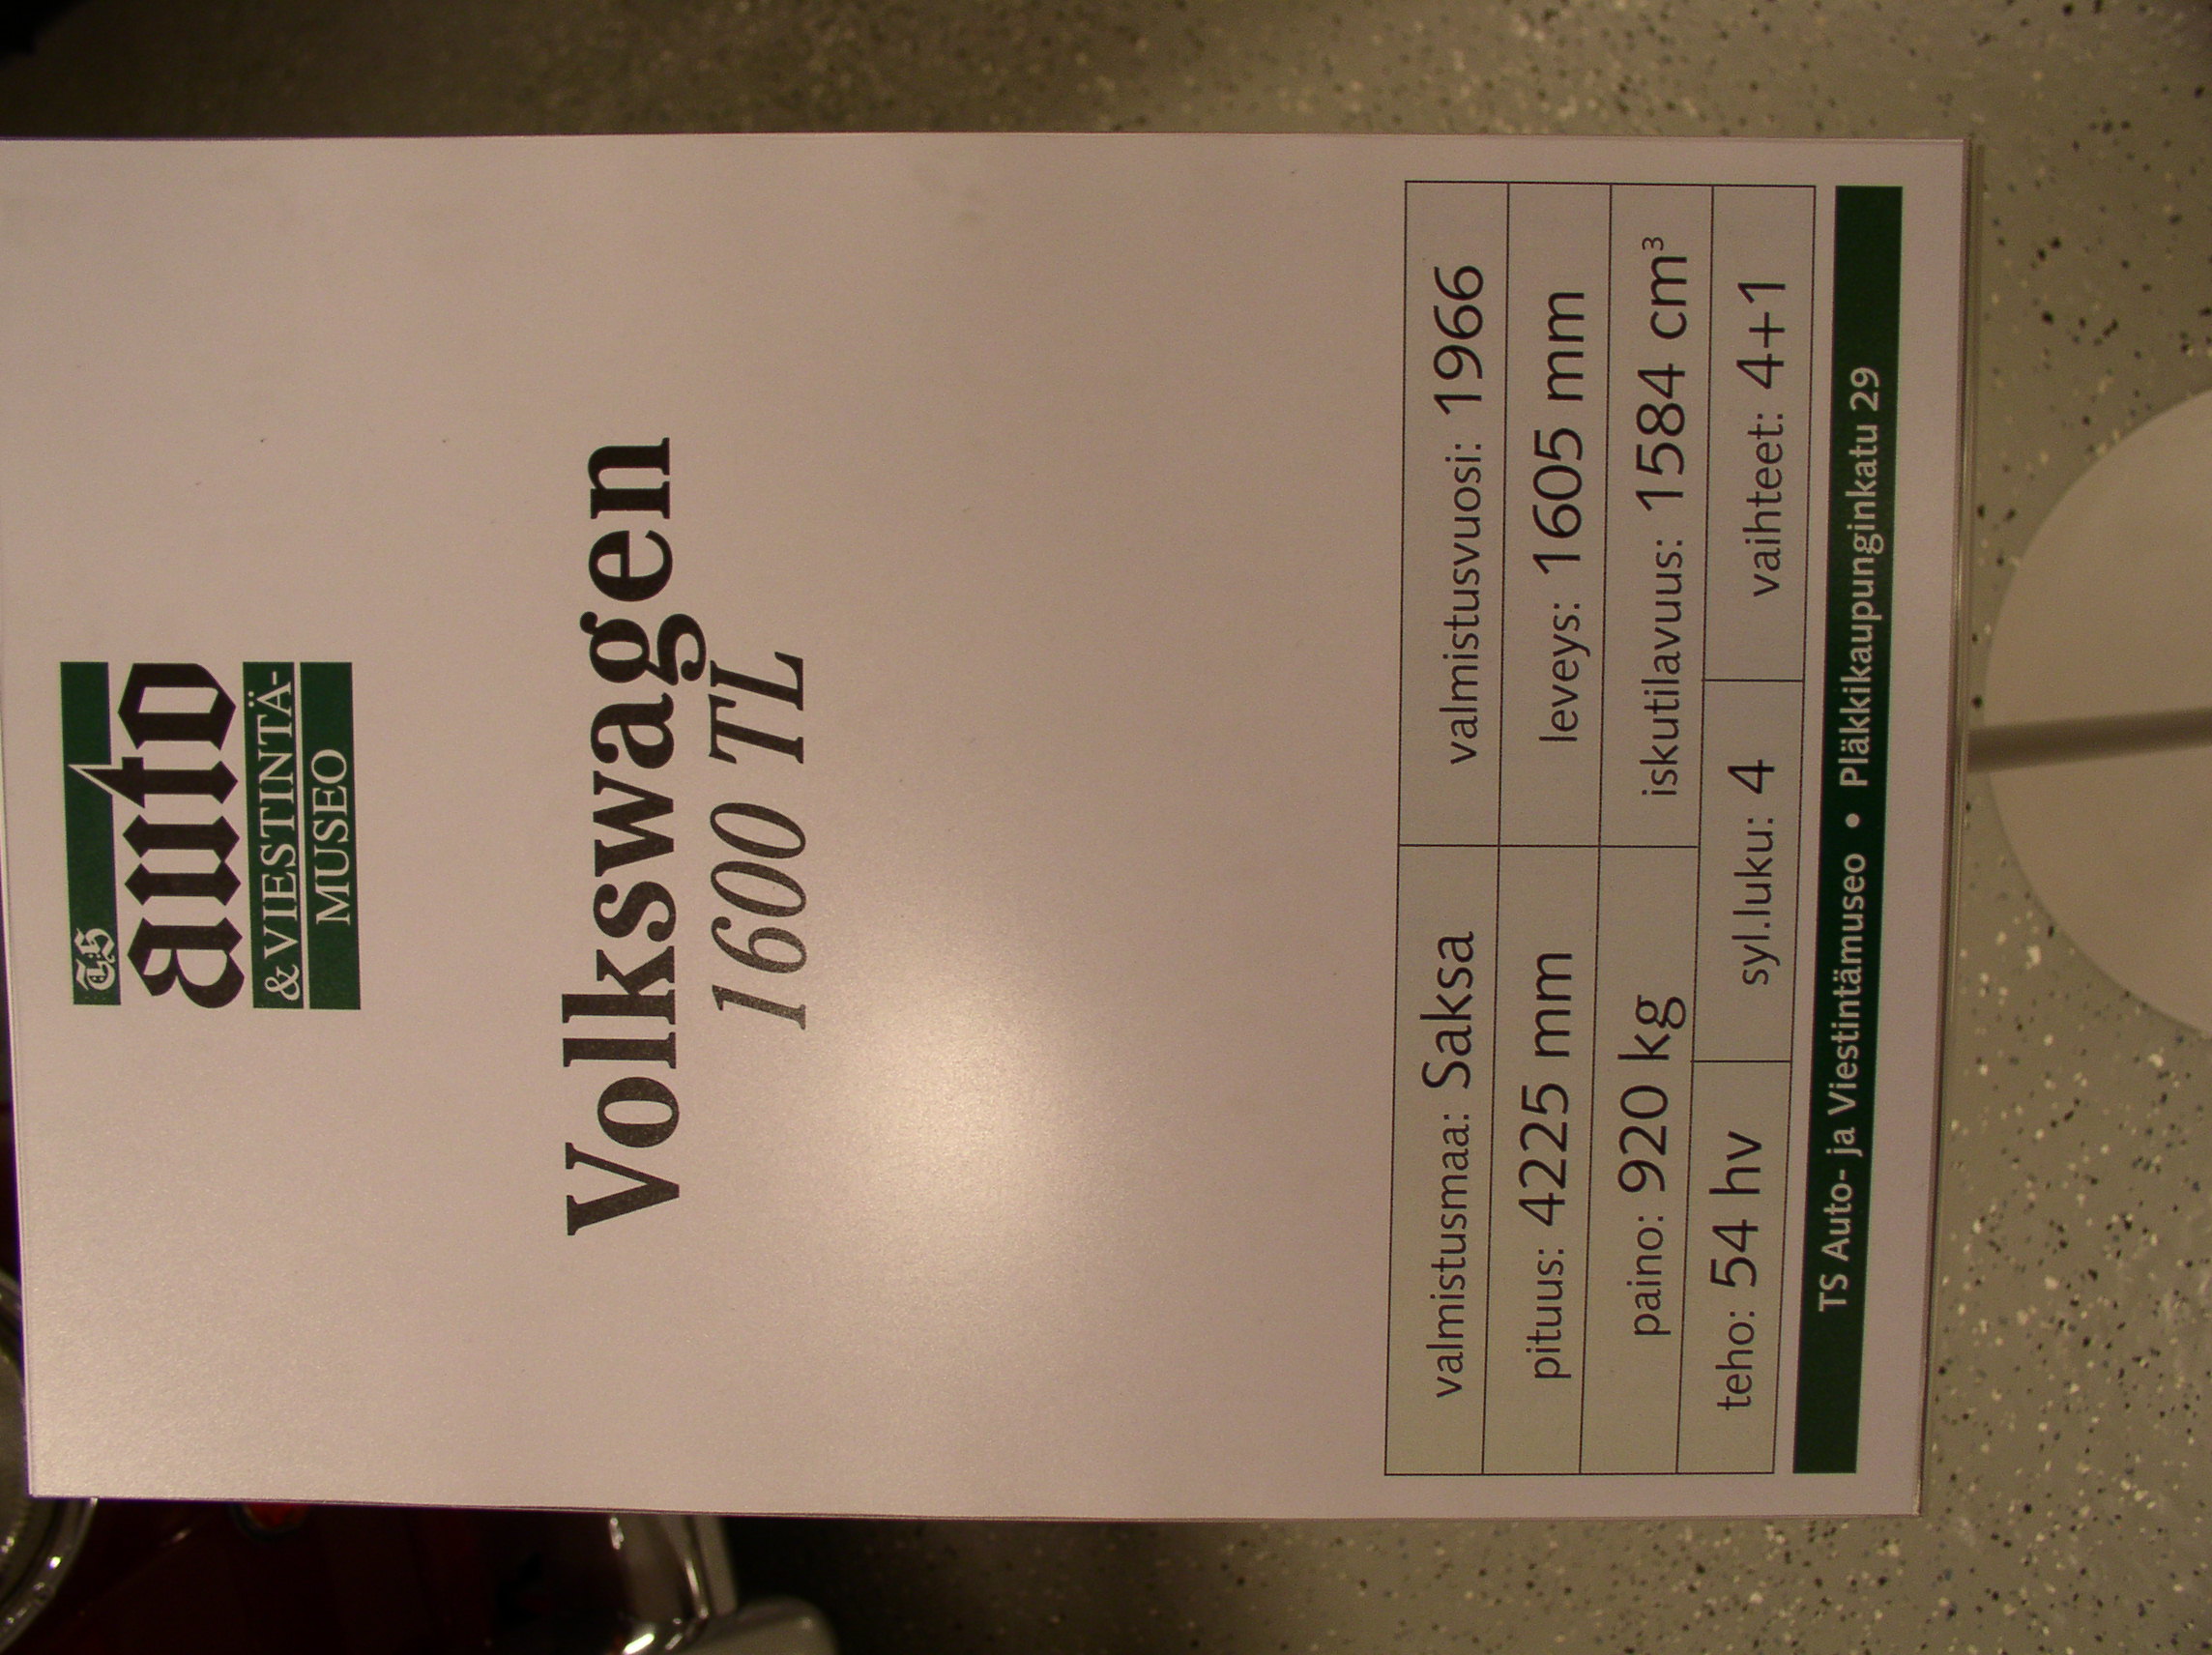 TS
auto
& VIESTINTÄ-
MUSEO
Volkswagen
1600 TL
valmistusmaa: Saksa valmistusvuosi: 1966
pituus: 4225 mm leveys: 1605 mm
paino: 920 kg iskutilavuus: 1584 cm³
teho: 54 hv syl.luku: 4 vaihteet: 4+1
TS Auto- ja Viestintämuseo • Pläkkikaupunginkatu 29